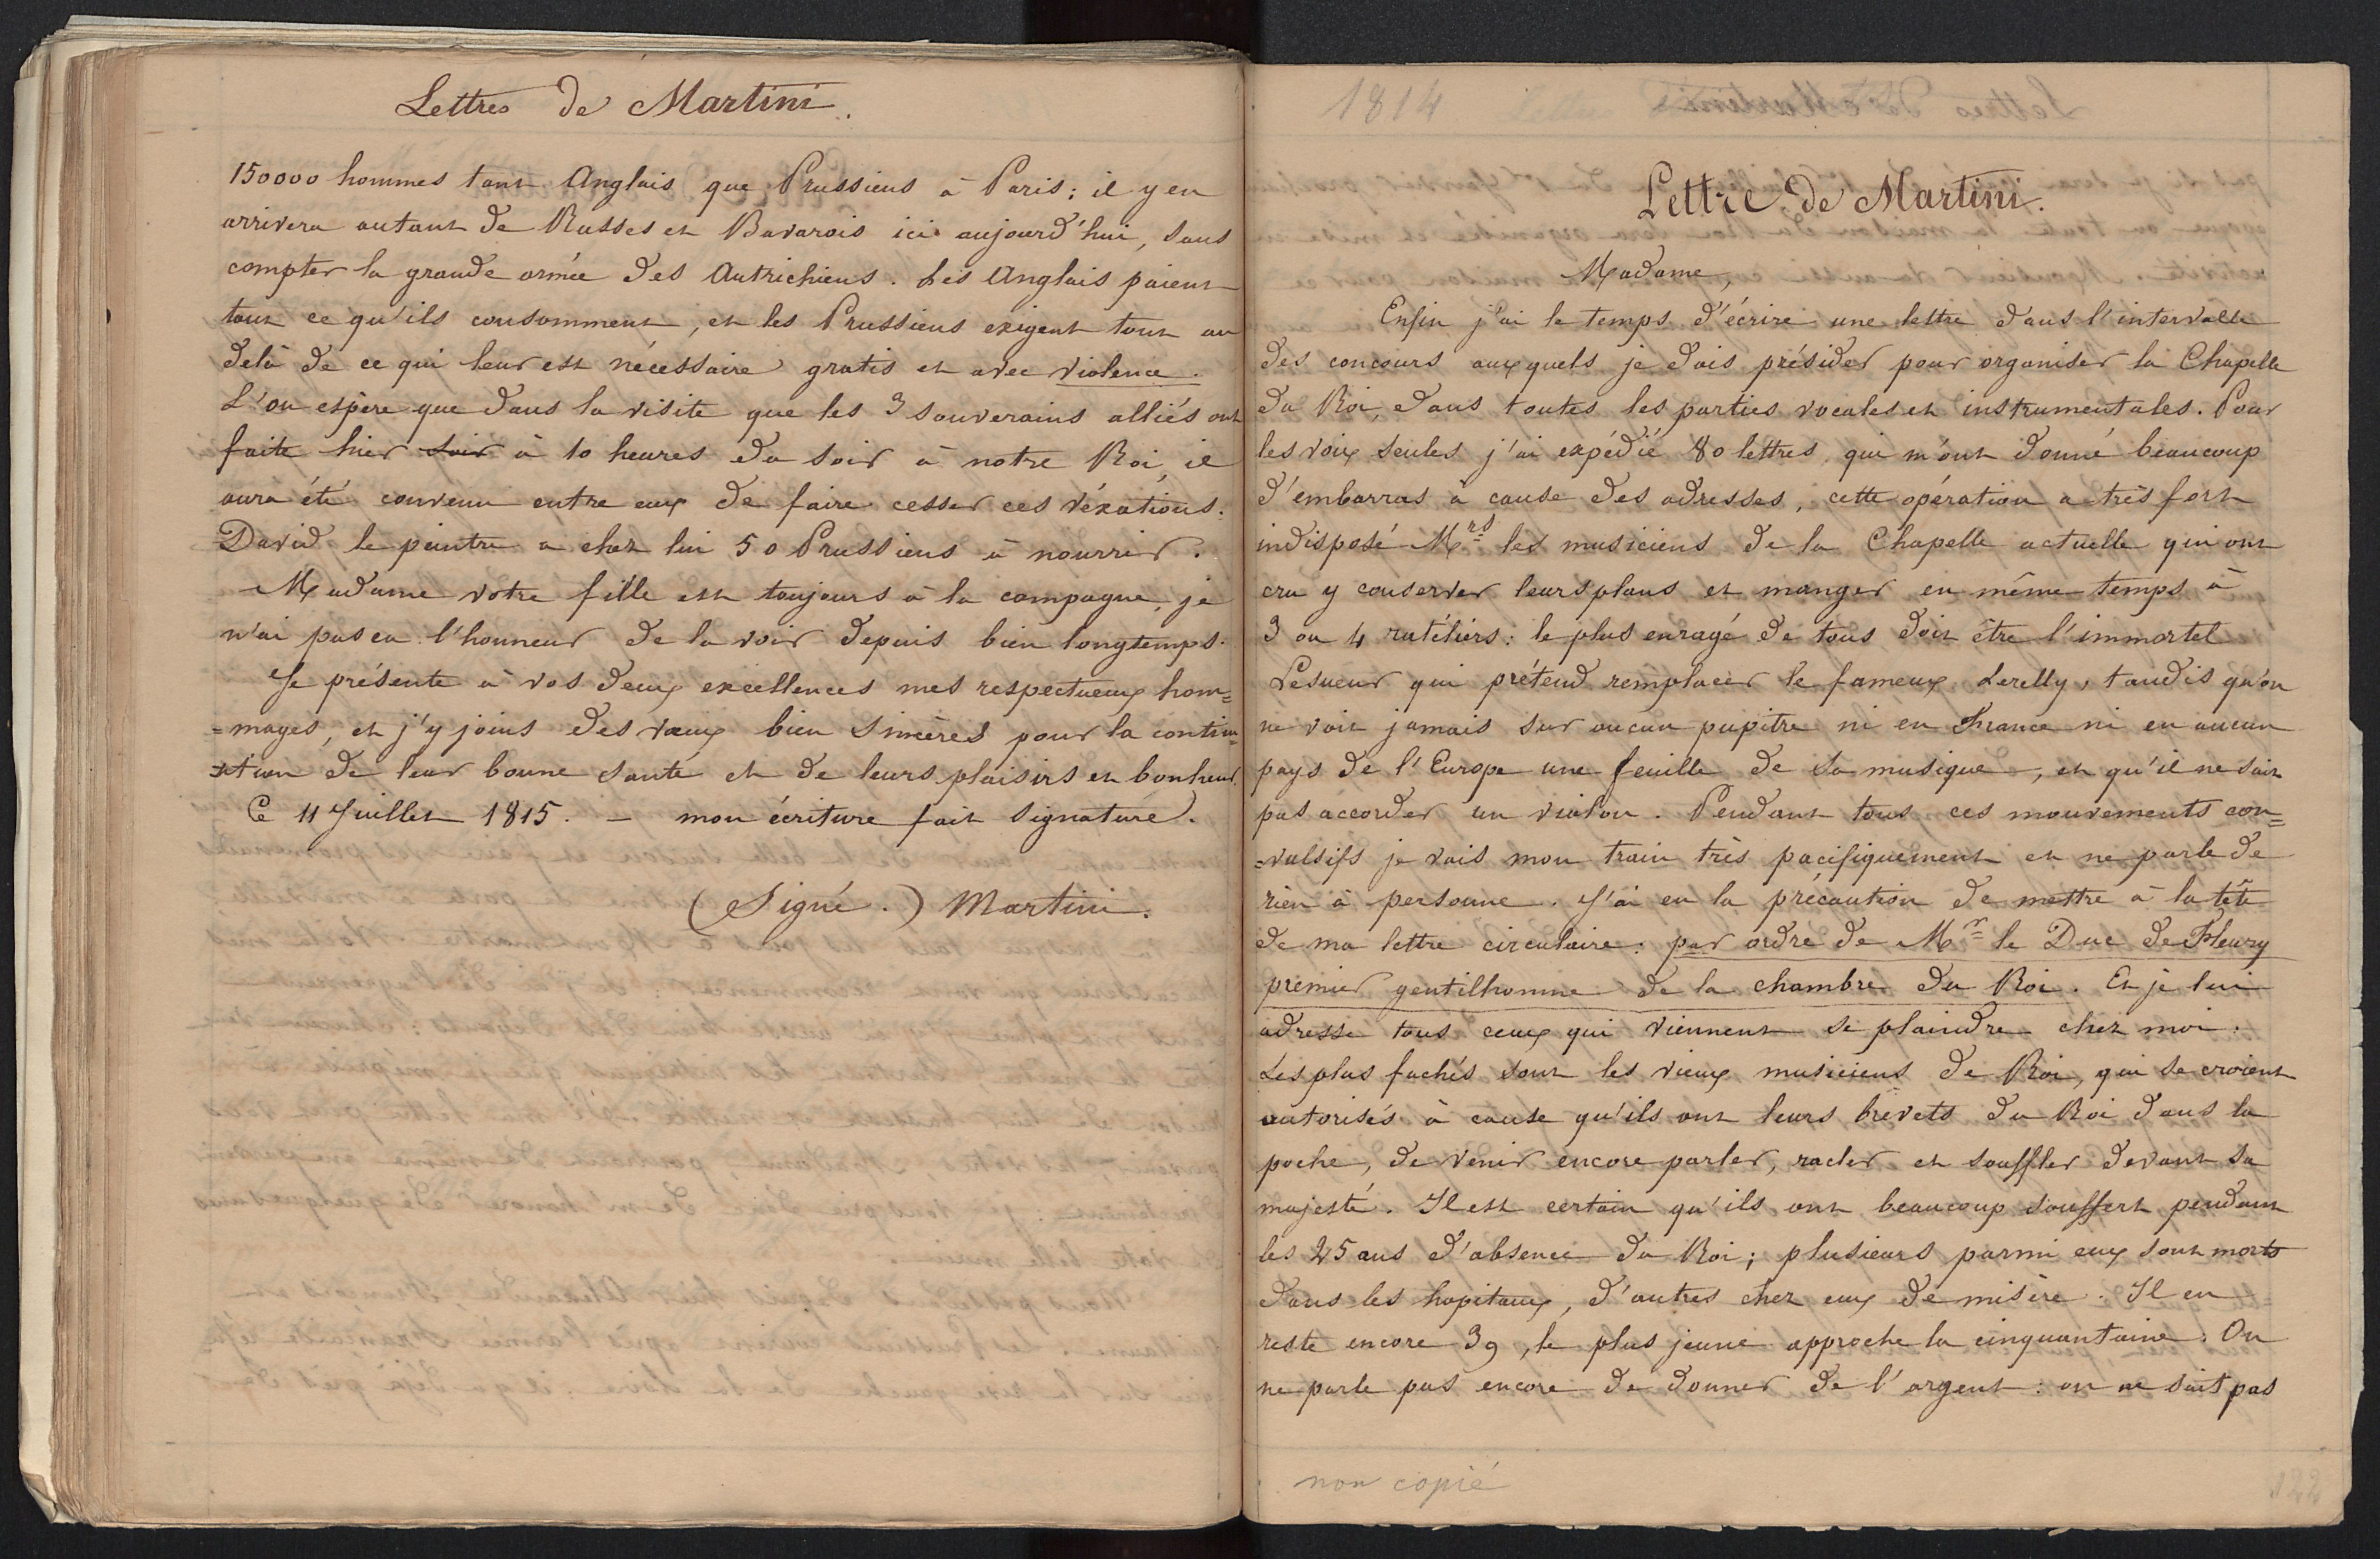 Lettres de Martini.
150000 hommes tant Anglais que Prussiens à Paris ; il y en
arrivera autant de Russes et Bavarois ici aujourd'hui, sans
compter la grande armée des Autrichiens. Les Anglais paient
tout ce qu'ils consomment, et les Prussiens exigent tout au
delà de ce qui leur est nécessaire gratis et avec violence.
L'on espère que dans la visite que les 3 souverains alliés ont
faite hier soir à 10 heures du soir à notre Roi, il
aura été convenu entre eux de faire cesser ces véxations.
David le peintre a chez lui 50 Prussiens à nourrir.
Madame votre fille est toujours à la campagne, je
n'ai pas eu l'honneur de la voir depuis bien longtemps.
Je présente à vos deux excellences mes respectueux hom=
=mages, et j'y joins des vœux bien sincères pour la continu=
ation de leur bonne santé et de leurs plaisirs et bonheur.
Ce 11 Juillet 1815. — mon écriture fait signature.
(Signé.) Martini.
1814
Lettre de Martini.
Madame,
Enfin j'ai le temps d'écrire une lettre dans l'intervalle
des concours auxquels je dois présider pour organiser la Chapelle
du Roi, dans toutes les parties vocales et instrumentales. Pour
les voix seules j'ai expédié 80 lettres, qui m'ont donné beaucoup
d'embarras à cause des adresses, cette opération a très fort
indisposé Mrs les musiciens de la Chapelle actuelle qui ont
cru y conserver leurs plans et manger en même temps à
3 ou 4 rateliers : le plus enragé de tous doit être l'immortel
Lesueur qui prétend remplacer le fameux Lerelly, tandis qu'on
ne voit jamais sur aucun pupitre ni en France ni en aucun
pays de l'Europe une feuille de sa musique, et qu'il ne sait
pas accorder un violon. Pendant tous ces mouvements con=
=vulsifs je vais mon train très pacifiquement et ne parle de
rien à personne. J'ai eu la précaution de mettre à la tête
de ma lettre circulaire : par ordre de Mr le Duc de Fleury
premier gentilhomme de la chambre du Roi. Et je lui
adresse tous ceux qui viennent se plaindre chez moi.
Les plus fachés sont les vieux musiciens de Roi, qui se croient
autorisés à cause qu'ils ont leurs brevets du Roi dans la
poche, de venir encore parler, racler et souffler devant sa
majesté. Il est certain qu'ils ont beaucoup souffert pendant
les 25 ans d'absence du Roi ; plusieurs parmi eux sont morts
dans les hopitaux, d'autres chez eux de misère. Il en
reste encore 39, le plus jeune approche la cinquantaine. On
ne parle pas encore de donner de l'argent : on ne sait pas
non copié
122